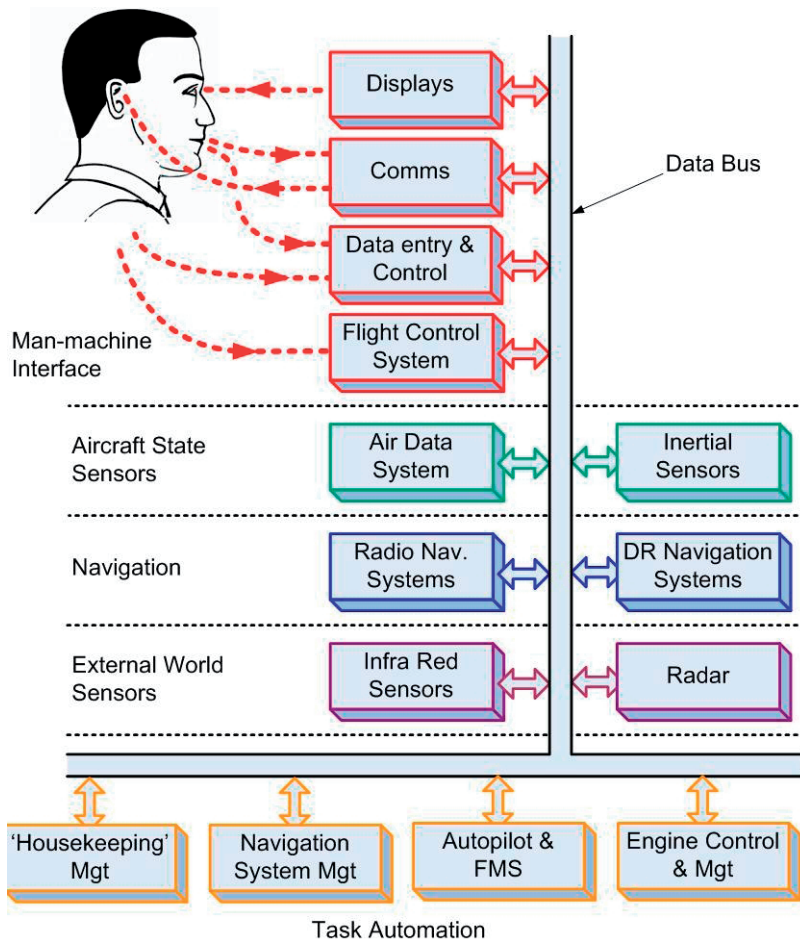 Displays
Comms
Data Bus
Data entry &
Control
Man-machine
Interface
Flight Control
System
Aircraft State
Sensors
Air Data
System
Inertial
Sensors
Navigation
Radio Nav.
Systems
DR Navigation
Systems
External World
Sensors
Infra Red
Sensors
Radar
‘Housekeeping’
Mgt
Navigation
System Mgt
Autopilot &
FMS
Engine Control
& Mgt
Task Automation